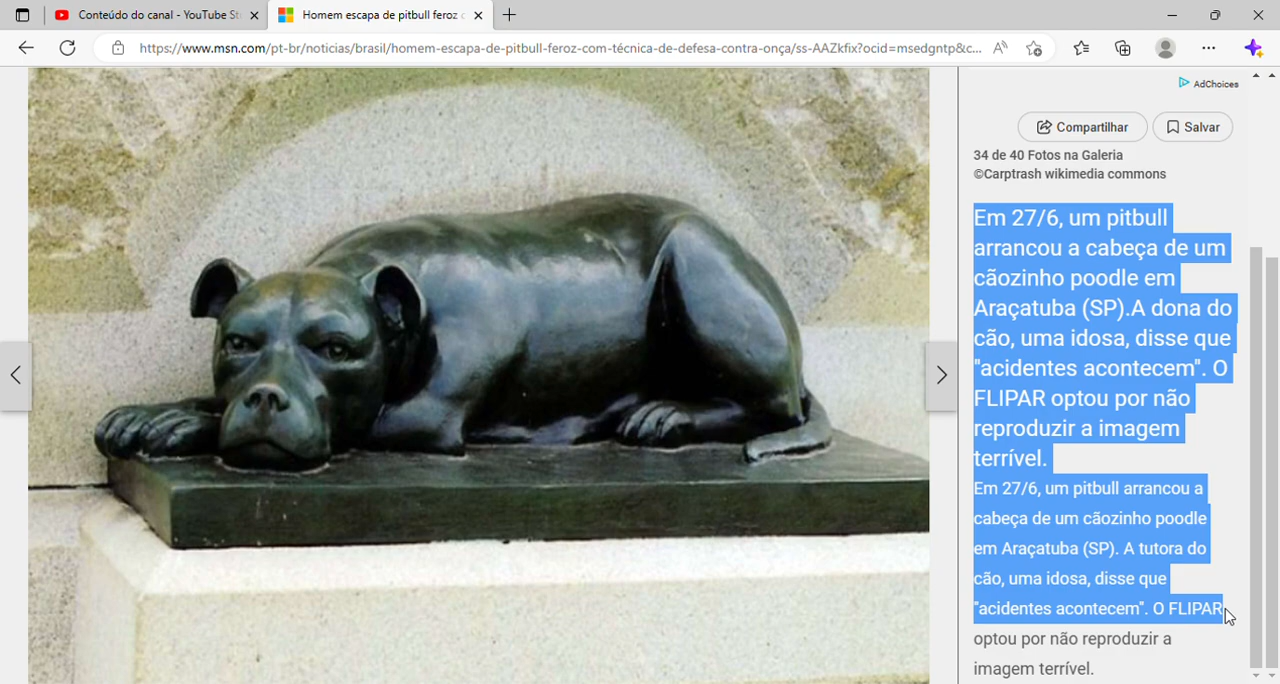 Conteúdo do canal - YouTube St
Homem escapa de pitbull feroz c
https://www.msn.com/pt-br/noticias/brasil/homem-escapa-de-pitbull-feroz-com-técnica-de-defesa-contra-onça/ss-AAZkfix?ocid=msedgntp&c...
AdChoices
Compartilhar
Salvar
34 de 40 Fotos na Galeria
©Carptrash wikimedia commons
Em 27/6, um pitbull
arrancou a cabeça de um
cãozinho poodle em
Araçatuba (SP).A dona do
cão, uma idosa, disse que
"acidentes acontecem". O
FLIPAR optou por não
reproduzir a imagem
terrível.
Em 27/6, um pitbull arrancou a
cabeça de um cãozinho poodle
em Araçatuba (SP). A tutora do
cão, uma idosa, disse que
"acidentes acontecem". O FLIPAR
optou por não reproduzir a
imagem terrível.